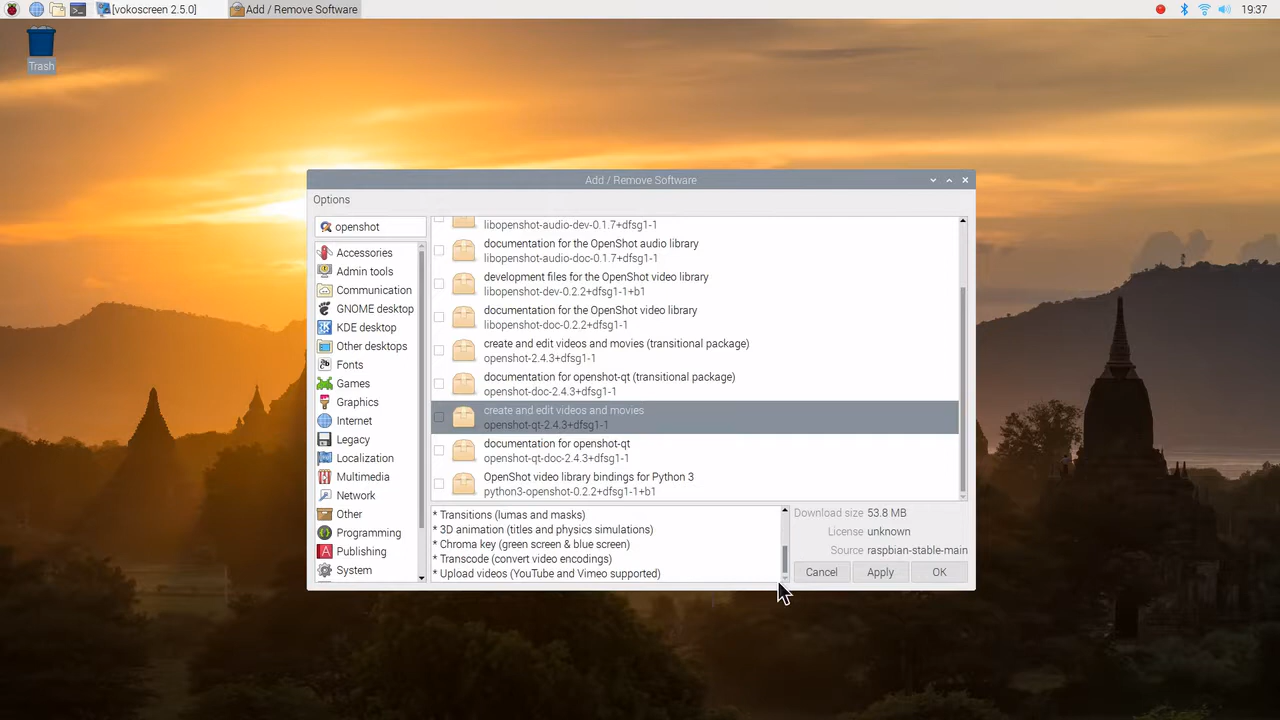 [vokoscreen 2.5.0]
Add / Remove Software
19:37
Trash
Add / Remove Software
Options
openshot
Accessories
Admin tools
Communication
GNOME desktop
KDE desktop
Other desktops
Fonts
Games
Graphics
Internet
Legacy
Localization
Multimedia
Network
Other
Programming
Publishing
System
libopenshot-audio-dev-0.1.7+dfsg1-1
documentation for the OpenShot audio library
libopenshot-audio-doc-0.1.7+dfsg1-1
development files for the OpenShot video library
libopenshot-dev-0.2.2+dfsg1-1+b1
documentation for the OpenShot video library
libopenshot-doc-0.2.2+dfsg1-1
create and edit videos and movies (transitional package)
openshot-2.4.3+dfsg1-1
documentation for openshot-qt (transitional package)
openshot-doc-2.4.3+dfsg1-1
create and edit videos and movies
openshot-qt-2.4.3+dfsg1-1
documentation for openshot-qt
openshot-qt-doc-2.4.3+dfsg1-1
OpenShot video library bindings for Python 3
python3-openshot-0.2.2+dfsg1-1+b1
* Transitions (lumas and masks)
* 3D animation (titles and physics simulations)
* Chroma key (green screen & blue screen)
* Transcode (convert video encodings)
* Upload videos (YouTube and Vimeo supported)
Download size 53.8 MB
License unknown
Source raspbian-stable-main
Cancel
Apply
OK